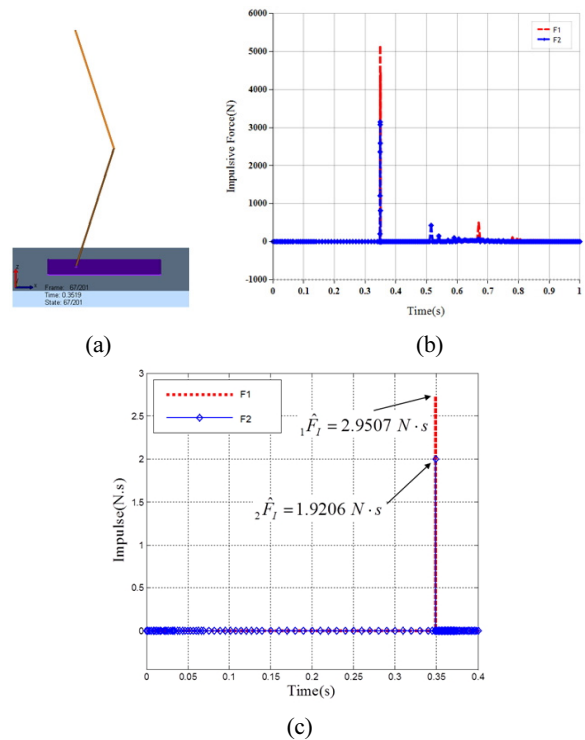 Z
X
Frame: 67/201
Time: 0.3519
State: 67/201
(a)
6000
5000
4000
3000
2000
1000
0
-1000
Impulsive Force(N)
F1
F2
0 0.1 0.2 0.3 0.4 0.5 0.6 0.7 0.8 0.9 1
Time(s)
(b)
3
2.5
2
1.5
1
0.5
0
Impulse(N.s)
F1
F2
₁F̂_I = 2.9507 N·s
₂F̂_I = 1.9206 N·s
0 0.05 0.1 0.15 0.2 0.25 0.3 0.35 0.4
Time(s)
(c)